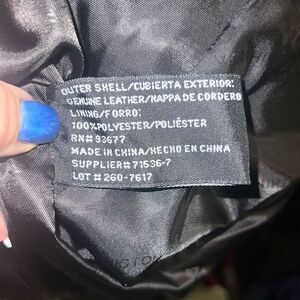 OUTER SHELL/CUBIERTA EXTERIOR:
GENUINE LEATHER/NAPPA DE CORDERO
LINING/FORRO:
100%POLYESTER/POLIÉSTER
RN#93677
MADE IN CHINA/HECHO EN CHINA
SUPPLIER#71536-7
LOT#260-7617